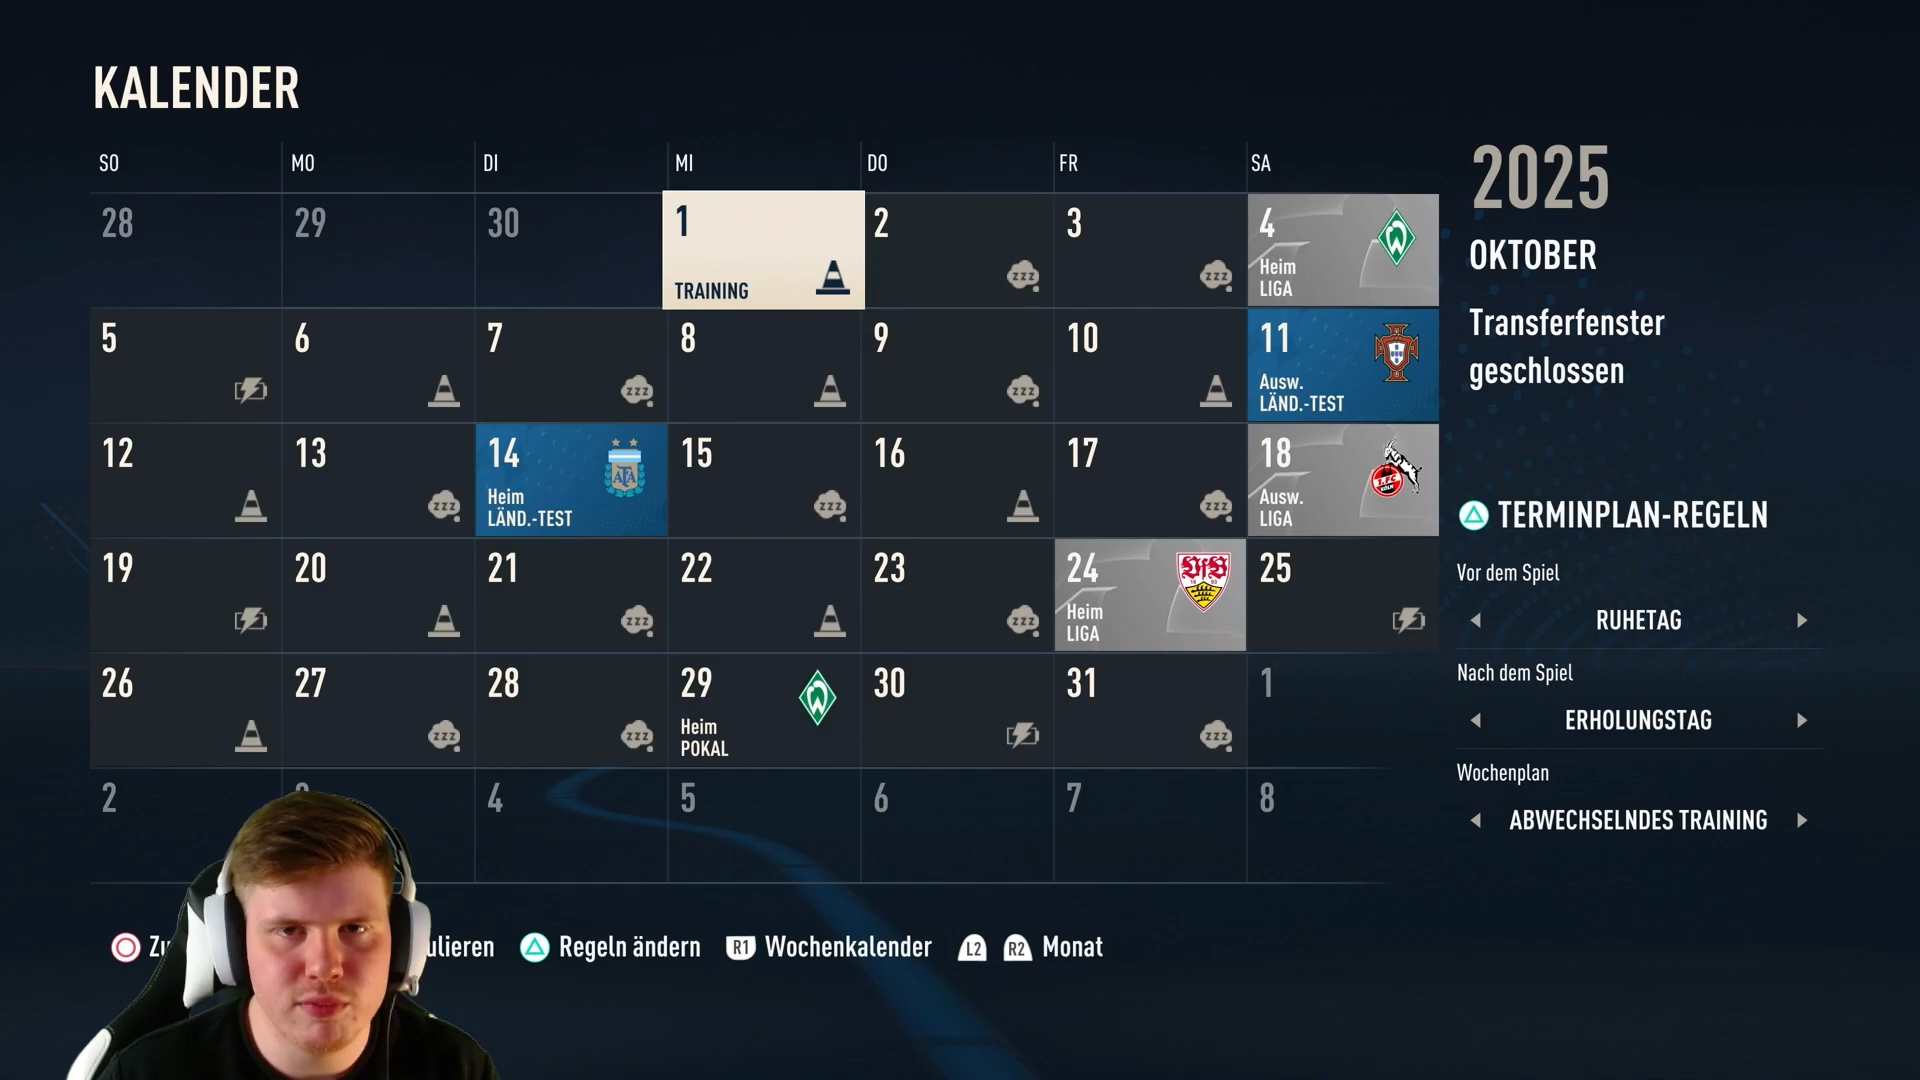 KALENDER
SO MO DI MI DO FR SA
28 29 30 1 2 3 4
TRAINING
Heim
LIGA
5 6 7 8 9 10 11
Ausw.
LÄND.-TEST
12 13 14 15 16 17 18
Heim
LÄND.-TEST
Ausw.
LIGA
19 20 21 22 23 24 25
Heim
LIGA
26 27 28 29 30 31 1
Heim
POKAL
2 4 5 6 7 8
2025
OKTOBER
Transferfenster
geschlossen
TERMINPLAN-REGELN
Vor dem Spiel
RUHETAG
Nach dem Spiel
ERHOLUNGSTAG
Wochenplan
ABWECHSELNDES TRAINING
Regeln ändern R1 Wochenkalender L2 R2 Monat